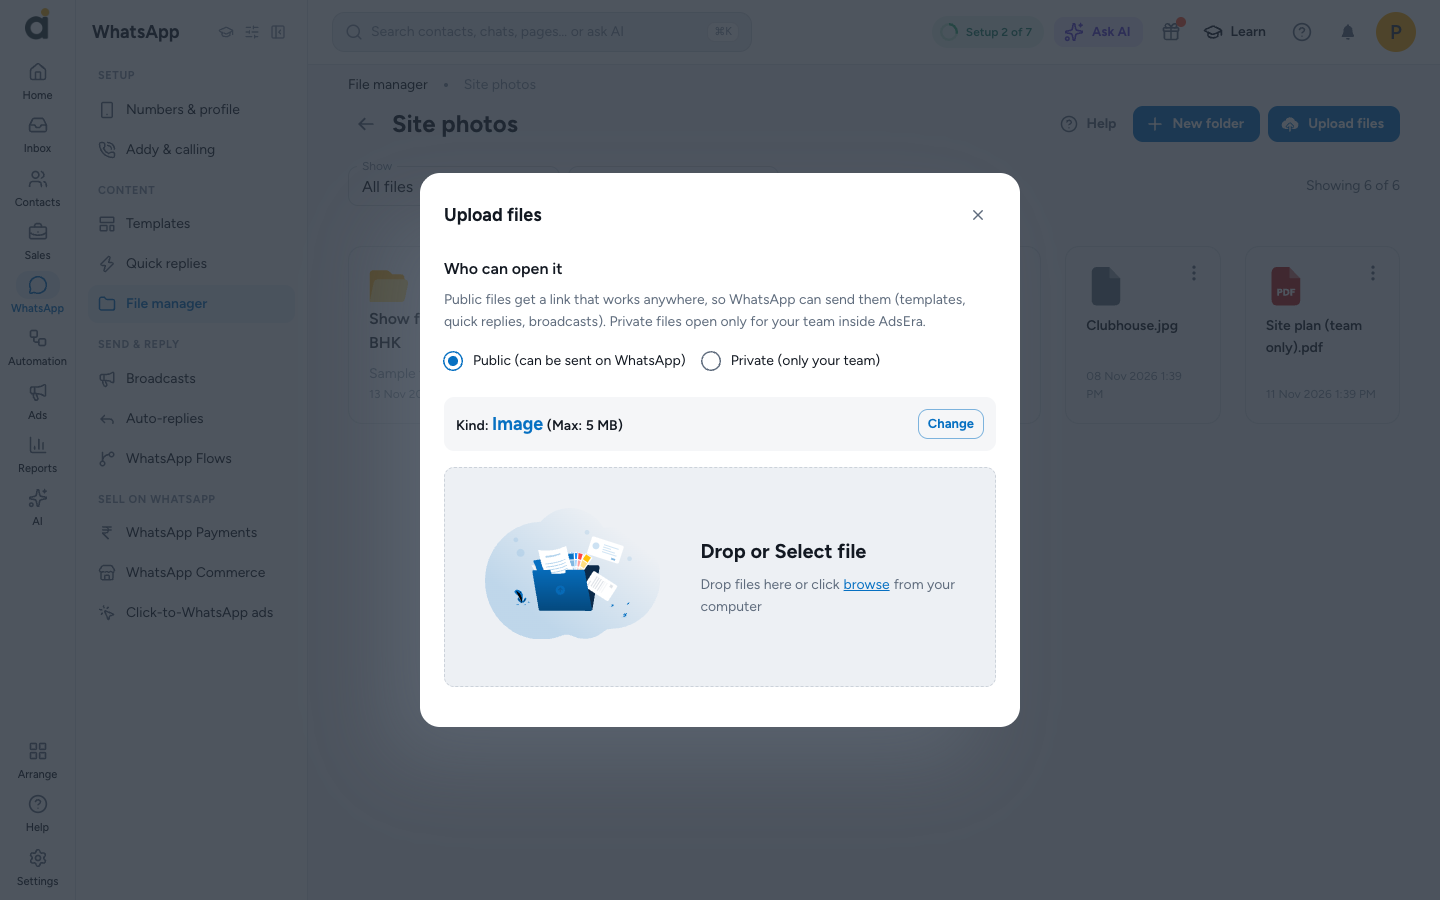 WhatsApp
Search contacts, chats, pages... or ask AI
⌘K
Setup 2 of 7
Ask AI
Learn
P
Home
Inbox
Contacts
Sales
WhatsApp
Automation
Ads
Reports
AI
Arrange
Help
Settings
SETUP
Numbers & profile
Addy & calling
CONTENT
Templates
Quick replies
File manager
SEND & REPLY
Broadcasts
Auto-replies
WhatsApp Flows
SELL ON WHATSAPP
WhatsApp Payments
WhatsApp Commerce
Click-to-WhatsApp ads
File manager • Site photos
Site photos
Help
New folder
Upload files
Show
All files
Showing 6 of 6
Show f
BHK
Sample
13 Nov 20
Clubhouse.jpg
08 Nov 2026 1:39
PM
PDF
Site plan (team
only).pdf
11 Nov 2026 1:39 PM
Upload files
Who can open it
Public files get a link that works anywhere, so WhatsApp can send them (templates,
quick replies, broadcasts). Private files open only for your team inside AdsEra.
Public (can be sent on WhatsApp)
Private (only your team)
Kind: Image (Max: 5 MB)
Change
Drop or Select file
Drop files here or click browse from your
computer